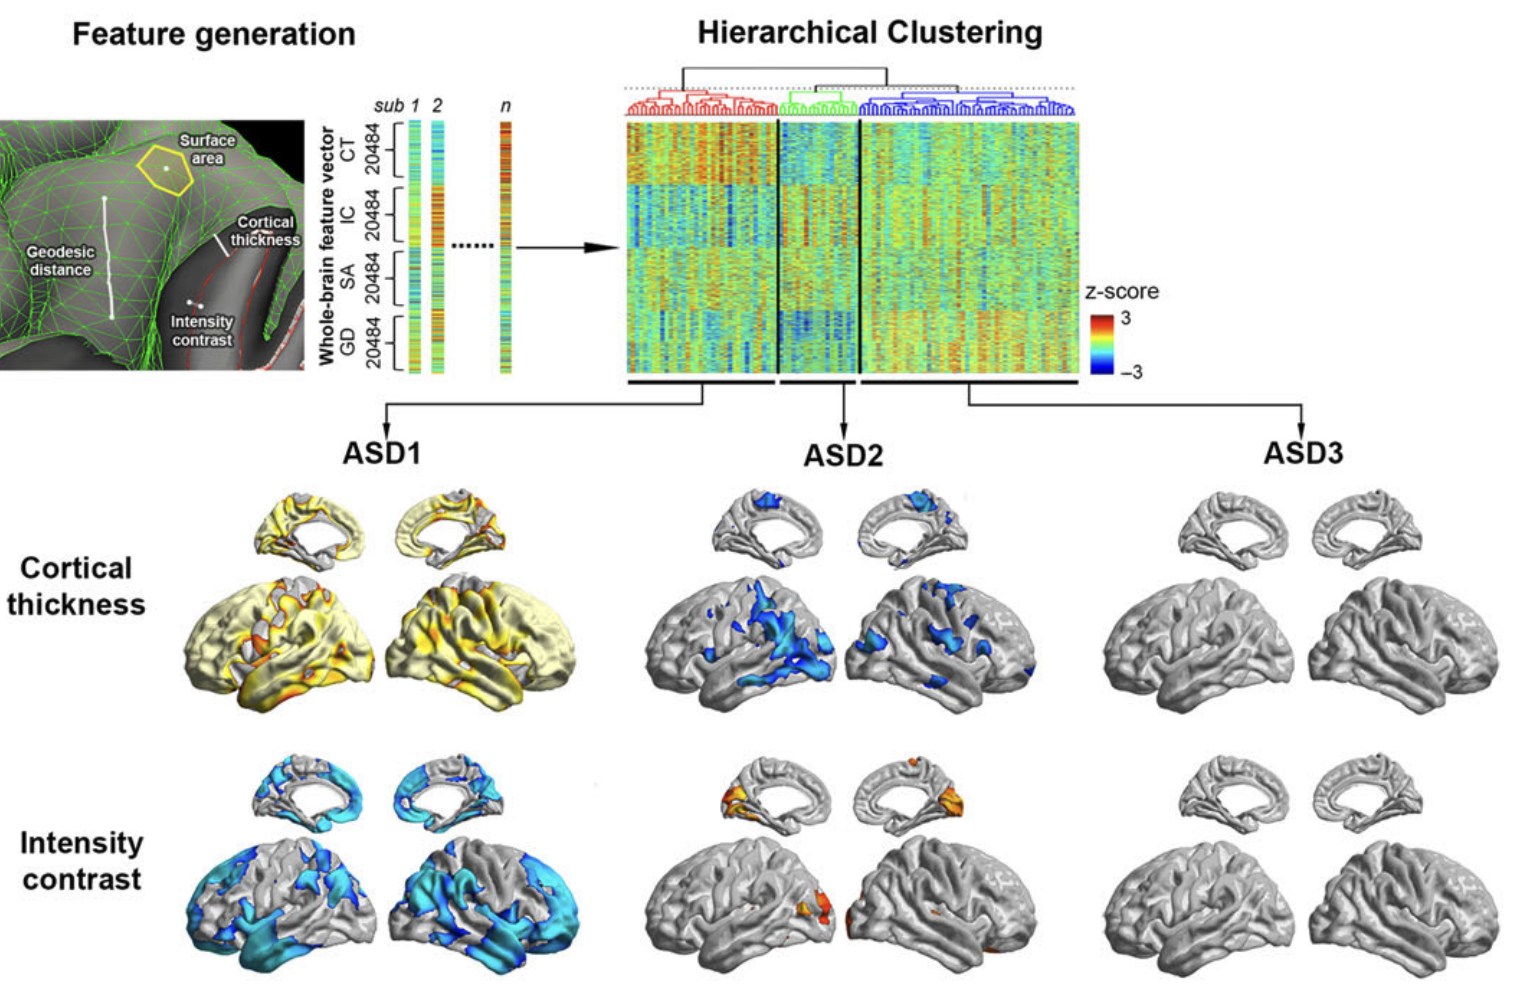 Feature generation
Hierarchical Clustering
sub 1 2 n
Surface
area
Cortical
thickness
Geodesic
distance
Intensity
contrast
Whole-brain feature vector
CT
20484
IC
20484
SA
20484
GD
20484
z-score
3
–3
ASD1
ASD2
ASD3
Cortical
thickness
Intensity
contrast